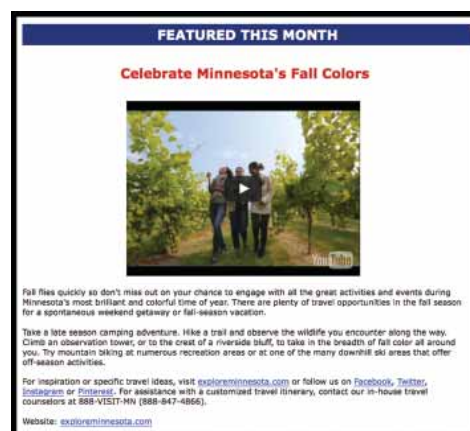 FEATURED THIS MONTH
Celebrate Minnesota's Fall Colors
YouTube
Fall flies quickly so don't miss out on your chance to engage with all the great activities and events during
Minnesota's most brilliant and colorful time of year. There are plenty of travel opportunities in the fall season
for a spontaneous weekend getaway or fall-season vacation.
Take a late season camping adventure. Hike a trail and observe the wildlife you encounter along the way.
Climb an observation tower, or to the crest of a riverside bluff, to take in the breadth of fall color all around
you. Try mountain biking at numerous recreation areas or at one of the many downhill ski areas that offer
off-season activities.
For inspiration or specific travel ideas, visit exploreminnesota.com or follow us on Facebook, Twitter,
Instagram or Pinterest. For assistance with a customized travel itinerary, contact our in-house travel
counselors at 888-VISIT-MN (888-847-4866).
Website: exploreminnesota.com